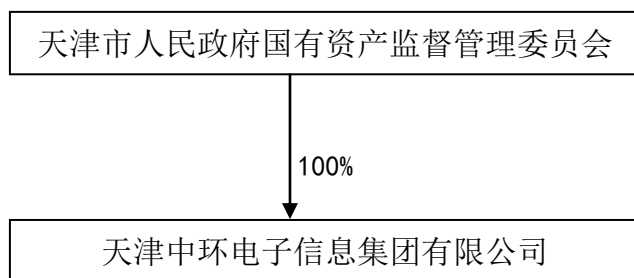 天津市人民政府国有资产监督管理委员会
100%
天津中环电子信息集团有限公司